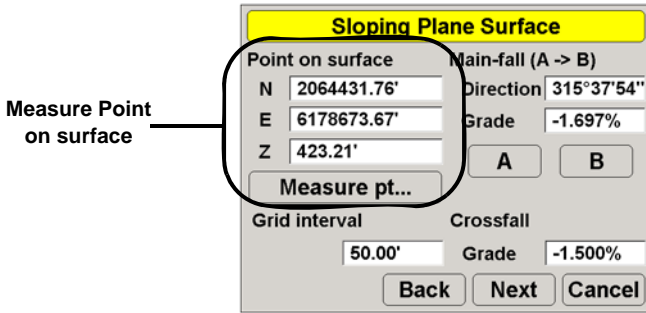 Sloping Plane Surface
Point on surface
Main-fall (A -> B)
N 2064431.76'
Direction 315°37'54"
E 6178673.67'
Grade -1.697%
Z 423.21'
A B
Measure pt...
Grid interval
Crossfall
50.00'
Grade -1.500%
Back Next Cancel
Measure Point
on surface